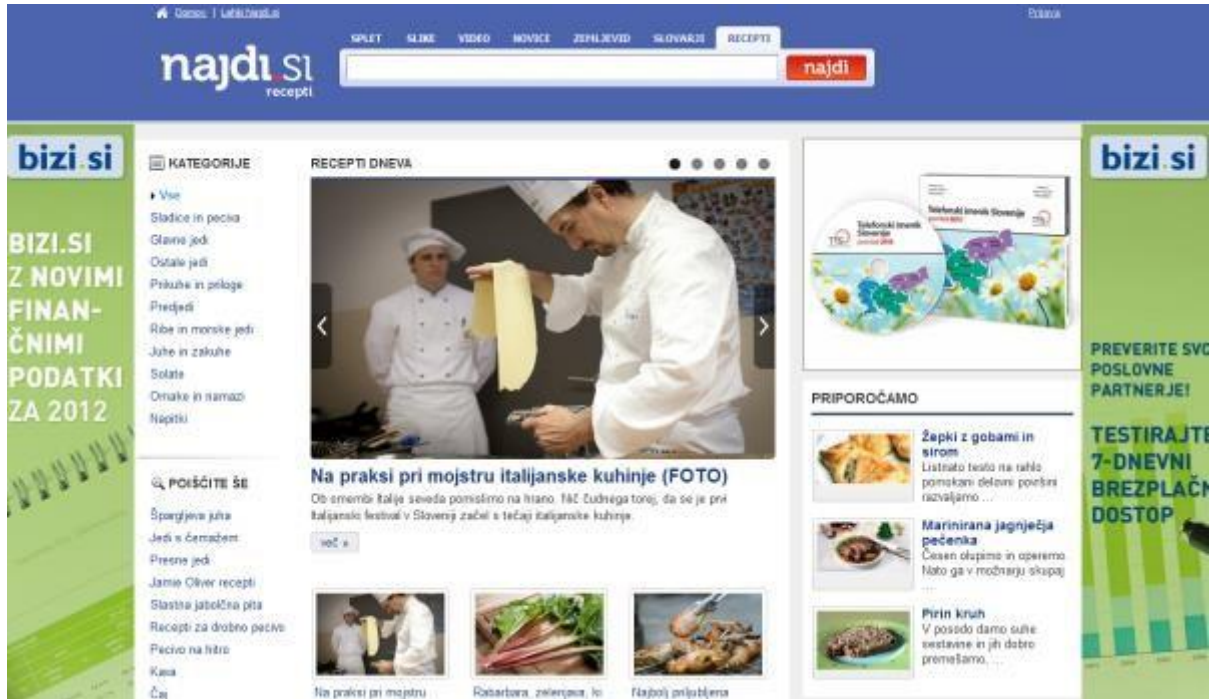 Domov | Lahki.Najdi.si
Prijava
SPLET SLIKE VIDEO NOVICE ZEMLJEVID SLOVARJI RECEPTI
najdi.si
recepti
najdi
bizi.si
BIZI.SI
Z NOVIMI
FINAN-
ČNIMI
PODATKI
ZA 2012
KATEGORIJE
Vse
Sladice in peciva
Glavne jedi
Ostale jedi
Prikuhe in priloge
Predjedi
Ribe in morske jedi
Juhe in zakuhe
Solate
Omake in namazi
Napitki
POIŠČITE ŠE
Špargljeva juha
Jedi s čemažem
Presne jedi
Jamie Oliver recepti
Slastna jabolčna pita
Recepti za drobno pecivo
Pecivo na hitro
Kava
Čaj
RECEPTI DNEVA
Na praksi pri mojstru italijanske kuhinje (FOTO)
Ob omembi Italije seveda pomislimo na hrano. Nič čudnega torej, da se je prvi
Italijanski festival v Sloveniji začel s tečaji italijanske kuhinje.
več »
Na praksi pri mojstru
Rabarbara, zelenjava, ki
Najbolj priljubljena
Telefonski imenik Slovenije
Telefonski imenik
Slovenije
TIS
PRIPOROČAMO
Žepki z gobami in
sirom
Listnato testo na rahlo
pomokani delovni površini
razvaljamo ...
Marinirana jagnječja
pečenka
Česen olupimo in operemo.
Nato ga v možnarju skupaj
...
Pirin kruh
V posodo damo suhe
sestavine in jih dobro
premešamo. ...
bizi.si
PREVERITE SVO
POSLOVNE
PARTNERJE!
TESTIRAJTE
7-DNEVNI
BREZPLAČN
DOSTOP